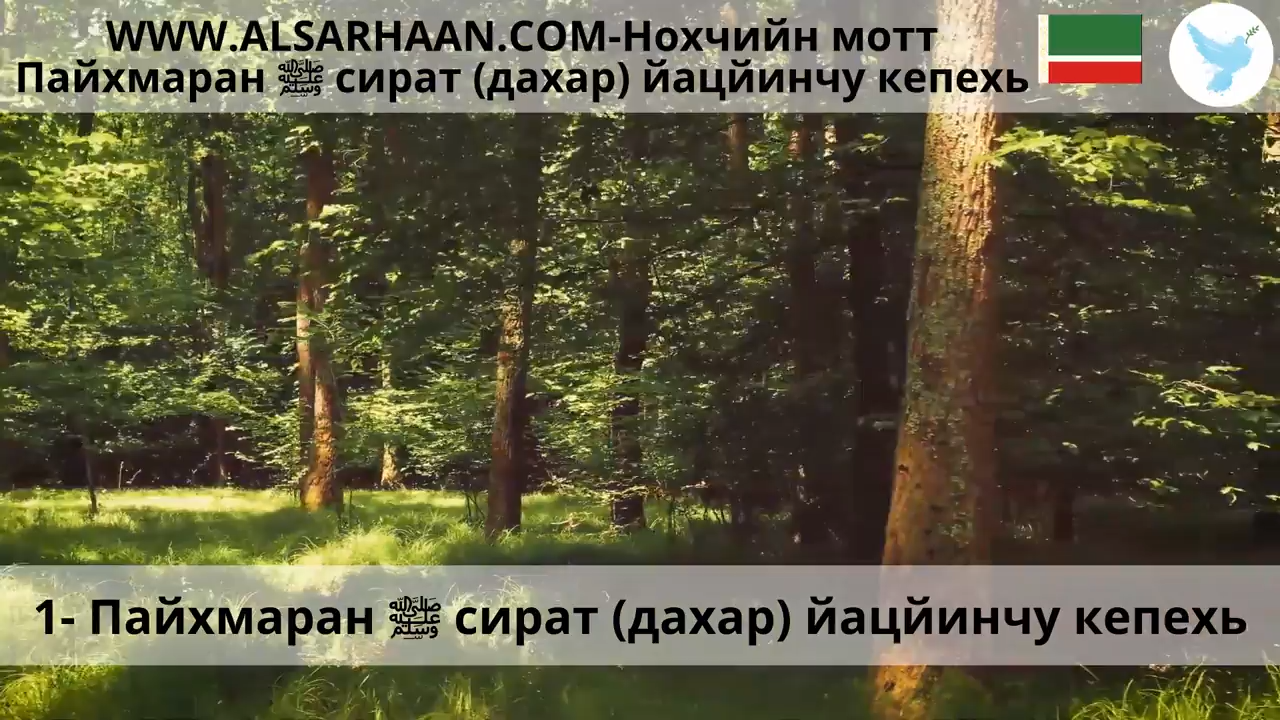 WWW.ALSARHAAN.COM-Нохчийн мотт
Пайхмаран ﷺ сират (дахар) йацйинчу кепехь
1- Пайхмаран ﷺ сират (дахар) йацйинчу кепехь